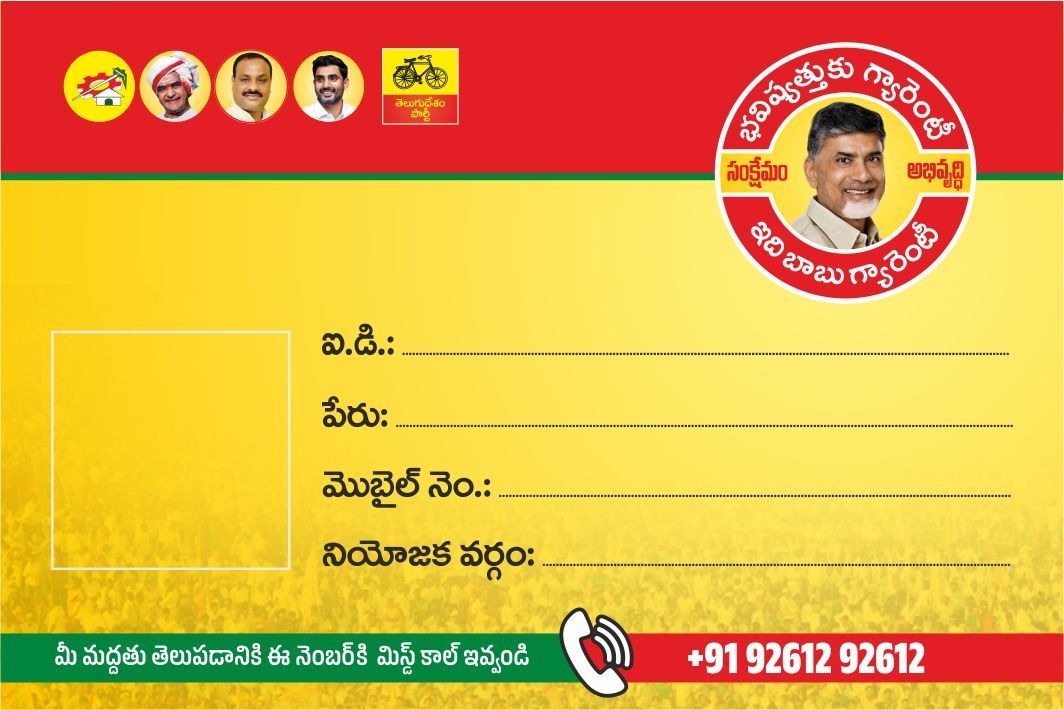 తెలుగుదేశం
పార్టీ
భవిష్యత్తుకు గ్యారెంటీ
సంక్షేమం
అభివృద్ధి
ఇది బాబు గ్యారెంటీ
ఐ.డి.:
పేరు:
మొబైల్ నెం.:
నియోజక వర్గం:
మీ మద్దతు తెలుపడానికి ఈ నెంబర్‌కి మిస్డ్ కాల్ ఇవ్వండి
+91 92612 92612